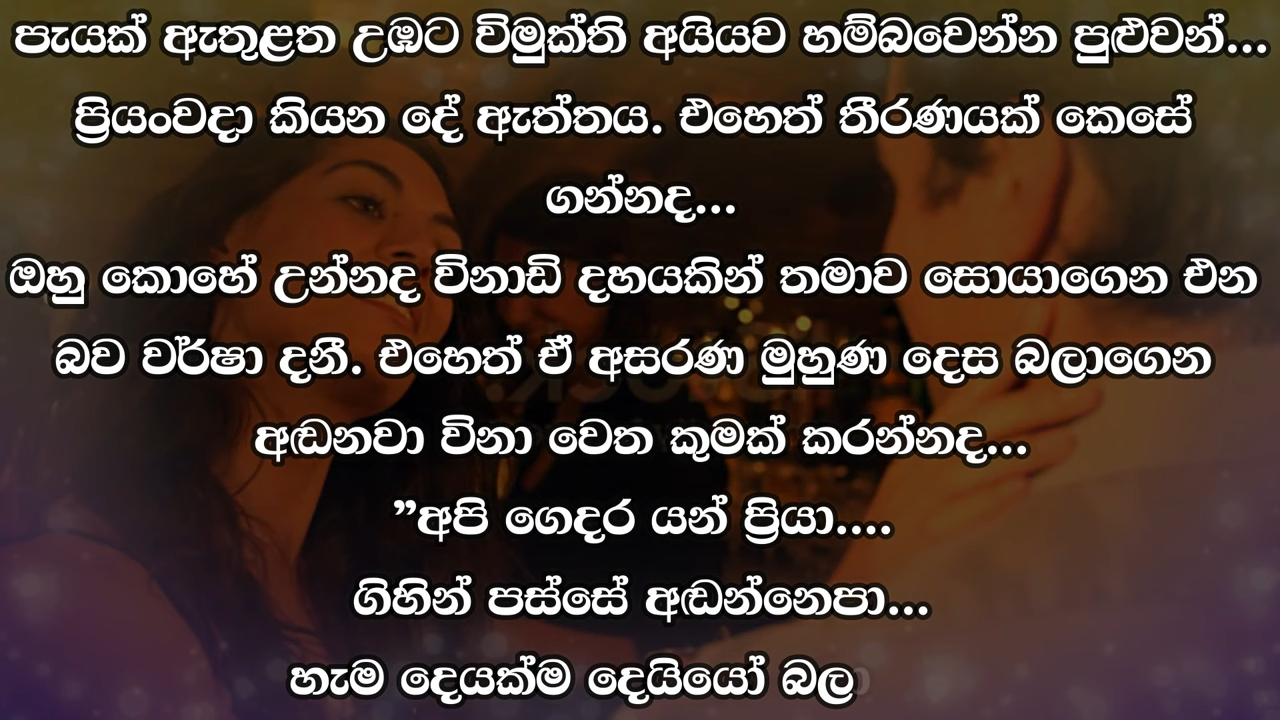 පැයක් ඇතුළත උඹට විමුක්ති අයියව හම්බවෙන්න පුළුවන්...
ප්‍රියංවදා කියන දේ ඇත්තය. එහෙත් තීරණයක් කෙසේ
ගන්නද...
ඔහු කොහේ උන්නද විනාඩි දහයකින් තමාව සොයාගෙන එන
බව වර්ෂා දනී. එහෙත් ඒ අසරණ මුහුණ දෙස බලාගෙන
අඬනවා විනා වෙත කුමක් කරන්නද...
”අපි ගෙදර යන් ප්‍රියා....
ගිහින් පස්සේ අඬන්නෙපා...
හැම දෙයක්ම දෙයියෝ බලා